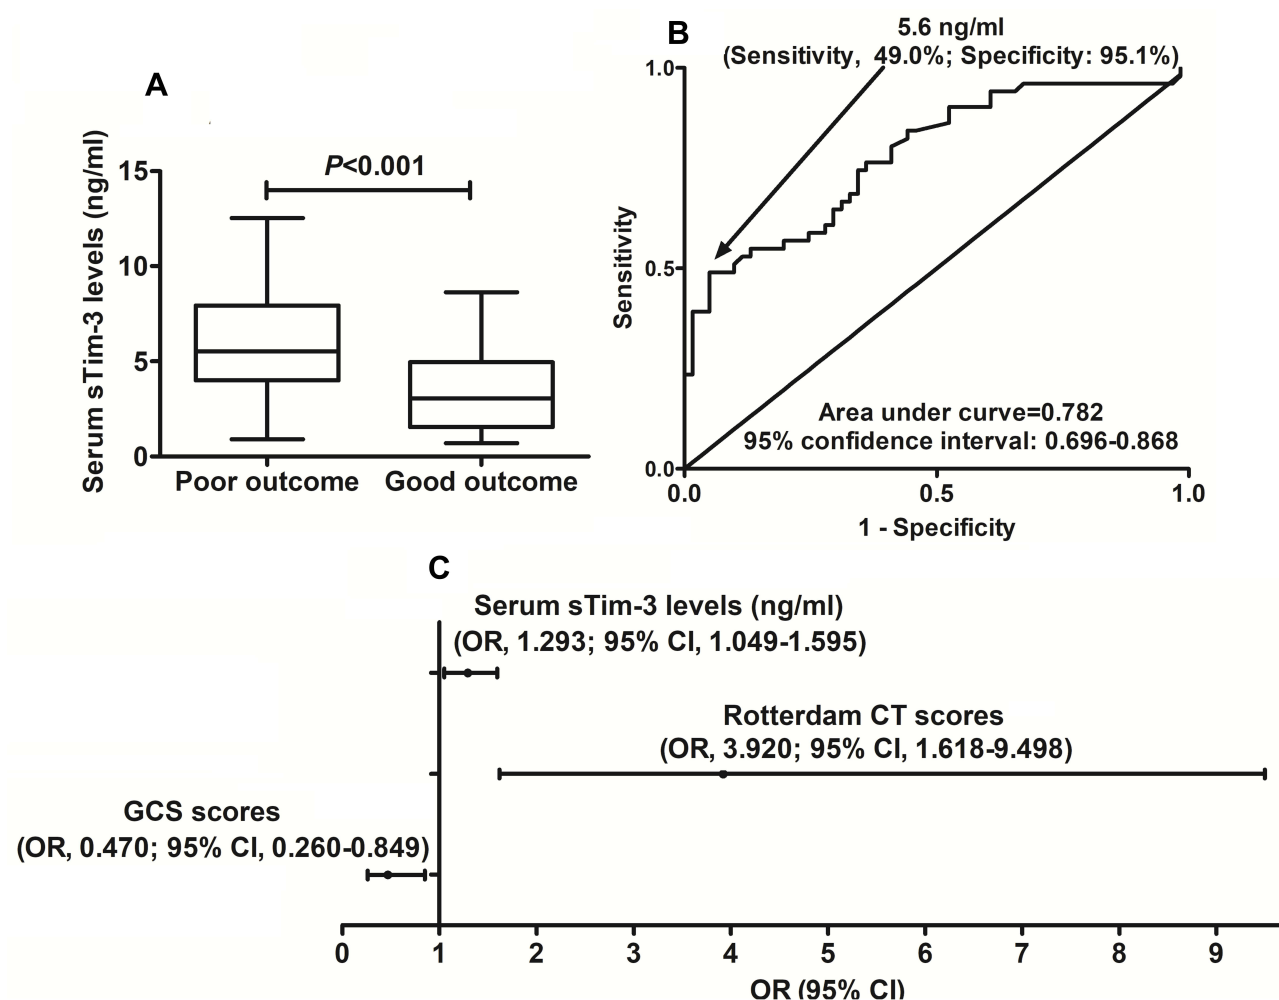 A
Serum sTim-3 levels (ng/ml)
15
10
5
0
P<0.001
Poor outcome
Good outcome
B
5.6 ng/ml
(Sensitivity, 49.0%; Specificity: 95.1%)
Sensitivity
1.0
0.5
0.0
Area under curve=0.782
95% confidence interval: 0.696-0.868
0.0
0.5
1.0
1 - Specificity
C
Serum sTim-3 levels (ng/ml)
(OR, 1.293; 95% CI, 1.049-1.595)
Rotterdam CT scores
(OR, 3.920; 95% CI, 1.618-9.498)
GCS scores
(OR, 0.470; 95% CI, 0.260-0.849)
0 1 2 3 4 5 6 7 8 9
OR (95% CI)